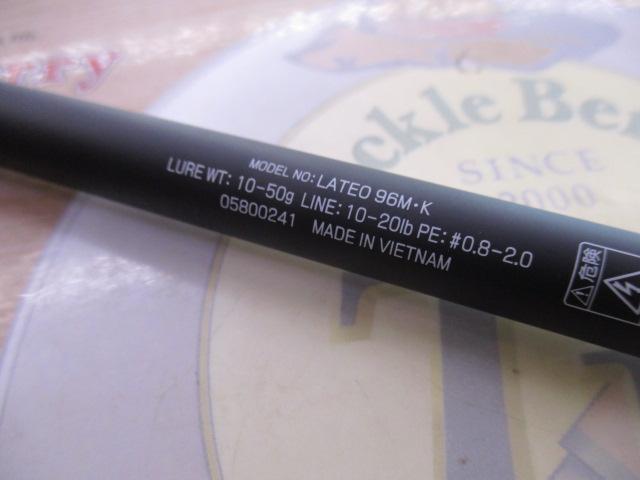 MODEL NO: LATEO 96M・K
LURE WT: 10-50g LINE: 10-20lb PE: #0.8-2.0
05800241 MADE IN VIETNAM
危険
ckle Be
SINCE
2000